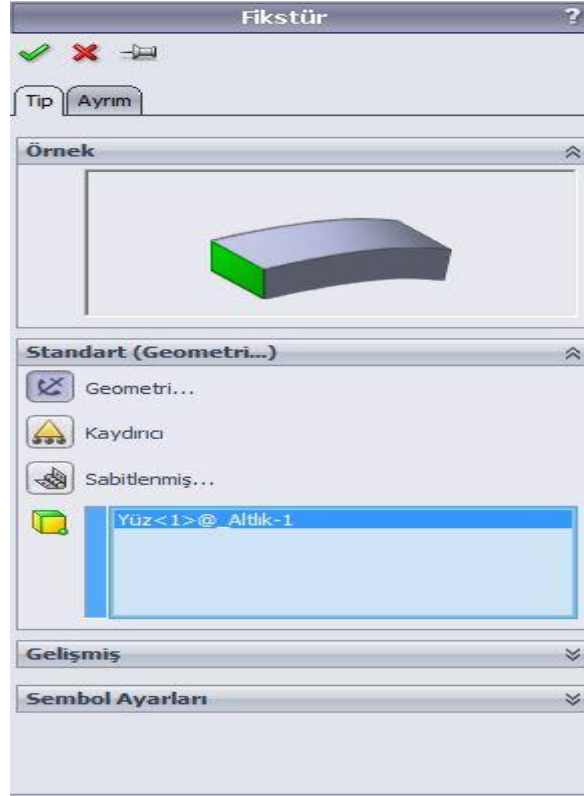 Fikstür ?
Tip Ayrım
Örnek
Standart (Geometri...)
Geometri...
Kaydırıcı
Sabitlenmiş...
Yüz<1>@_Altlık-1
Gelişmiş
Sembol Ayarları